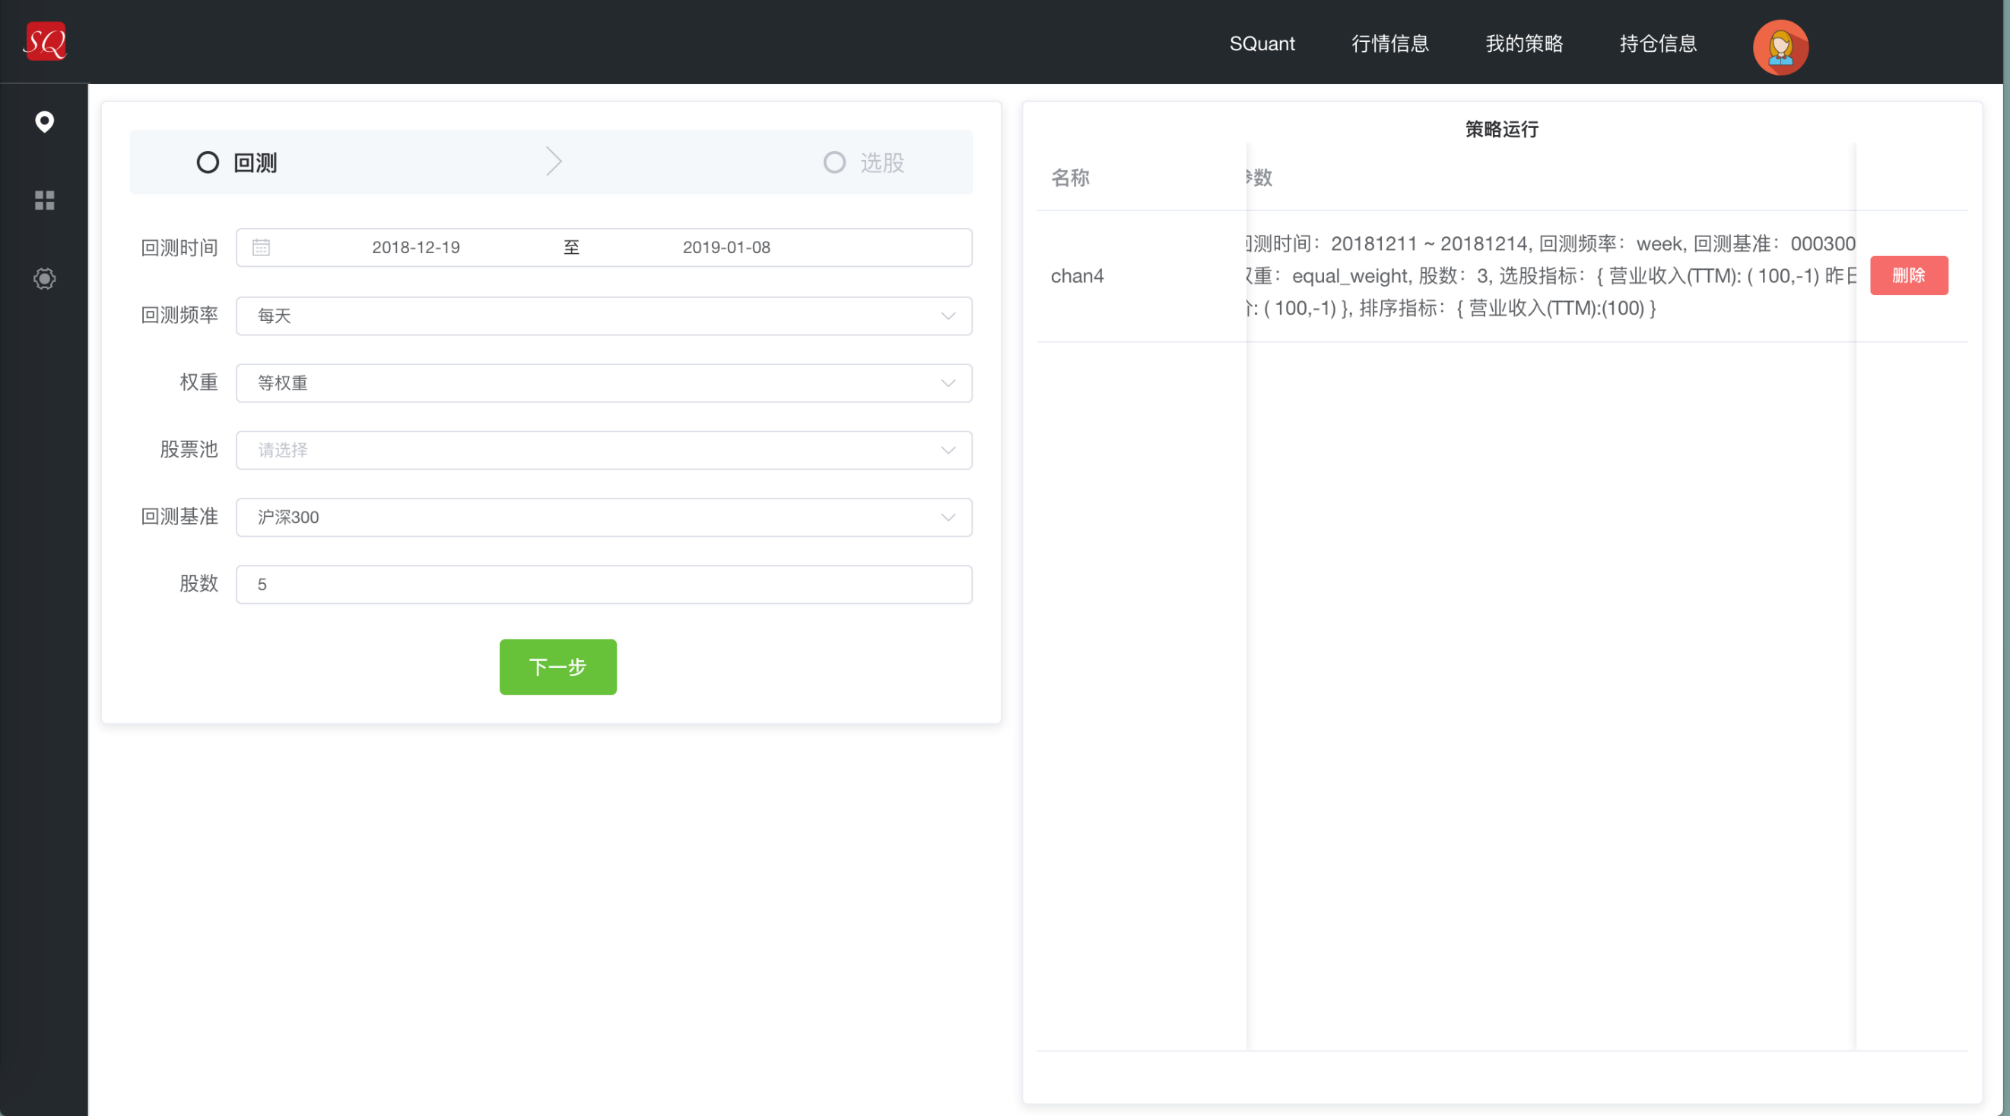 SQ
SQuant 行情信息 我的策略 持仓信息
回测 选股
回测时间 2018-12-19 至 2019-01-08
回测频率 每天
权重 等权重
股票池 请选择
回测基准 沪深300
股数 5
下一步
策略运行
名称 参数
chan4
回测时间：20181211 ~ 20181214, 回测频率：week, 回测基准：000300
权重：equal_weight, 股数：3, 选股指标：{ 营业收入(TTM): ( 100,-1) 昨日
价: ( 100,-1) }, 排序指标：{ 营业收入(TTM):(100) }
删除